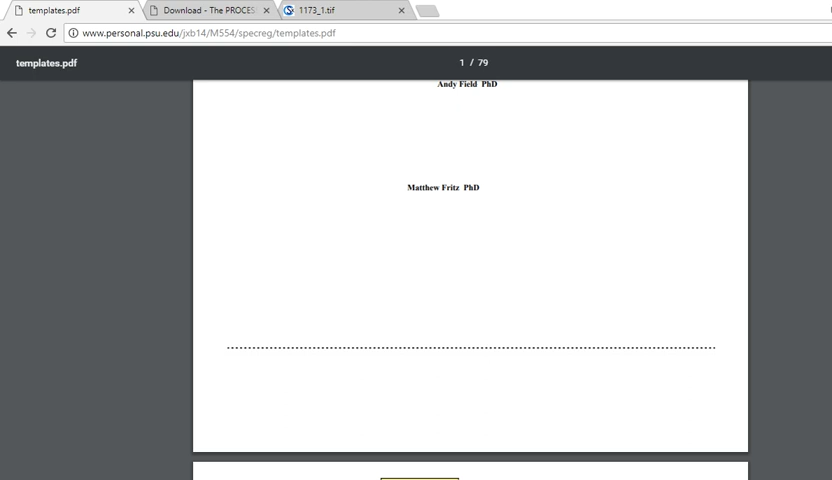 templates.pdf
Download - The PROCES
1173_1.tif
www.personal.psu.edu/jxb14/M554/specreg/templates.pdf
templates.pdf
1 / 79
Andy Field PhD
Matthew Fritz PhD